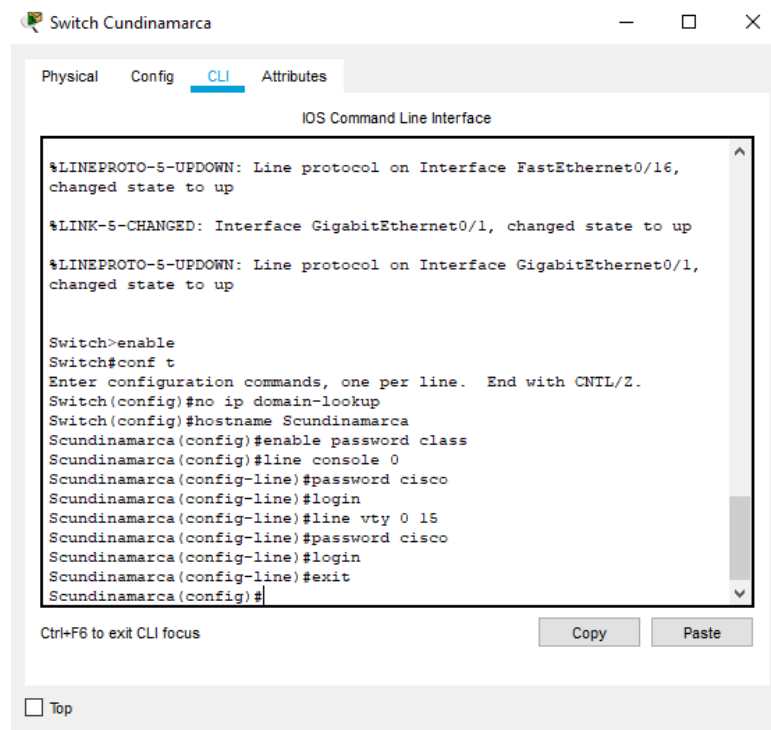 Switch Cundinamarca
Physical Config CLI Attributes
IOS Command Line Interface
%LINEPROTO-5-UPDOWN: Line protocol on Interface FastEthernet0/16,
changed state to up
%LINK-5-CHANGED: Interface GigabitEthernet0/1, changed state to up
%LINEPROTO-5-UPDOWN: Line protocol on Interface GigabitEthernet0/1,
changed state to up
Switch>enable
Switch#conf t
Enter configuration commands, one per line.  End with CNTL/Z.
Switch(config)#no ip domain-lookup
Switch(config)#hostname Scundinamarca
Scundinamarca(config)#enable password class
Scundinamarca(config)#line console 0
Scundinamarca(config-line)#password cisco
Scundinamarca(config-line)#login
Scundinamarca(config-line)#line vty 0 15
Scundinamarca(config-line)#password cisco
Scundinamarca(config-line)#login
Scundinamarca(config-line)#exit
Scundinamarca(config)#
Ctrl+F6 to exit CLI focus
Copy Paste
Top